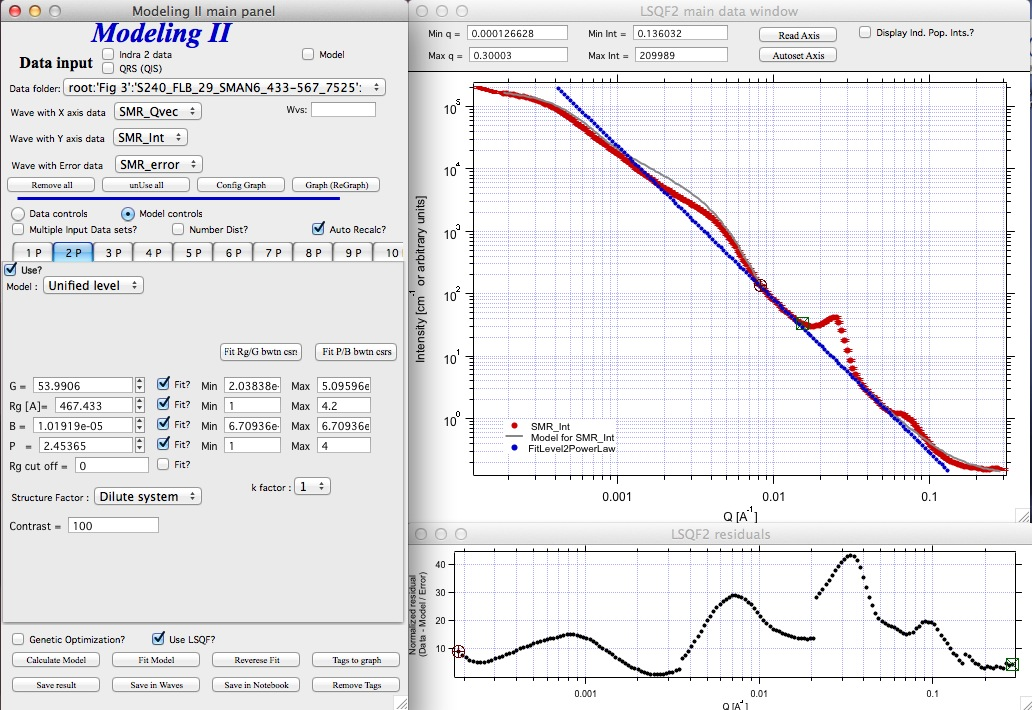 Modeling II main panel
Modeling II
Data input
Indra 2 data
QRS (QIS)
Model
Data folder: root:'Fig 3':'S240_FLB_29_SMAN6_433-567_7525':
Wave with X axis data SMR_Qvec Wvs:
Wave with Y axis data SMR_Int
Wave with Error data SMR_error
Remove all unUse all Config Graph Graph (ReGraph)
Data controls Model controls
Multiple Input Data sets? Number Dist? Auto Recalc?
1 P 2 P 3 P 4 P 5 P 6 P 7 P 8 P 9 P 10
Use?
Model : Unified level
Fit Rg/G bwtn csrs Fit P/B bwtn csrs
G = 53.9906 Fit? Min 2.03838e- Max 5.09596e
Rg [A]= 467.433 Fit? Min 1 Max 4.2
B = 1.01919e-05 Fit? Min 6.70936e- Max 6.70936e
P = 2.45365 Fit? Min 1 Max 4
Rg cut off = 0 Fit?
Structure Factor : Dilute system k factor : 1
Contrast = 100
Genetic Optimization? Use LSQF?
Calculate Model Fit Model Reverese Fit Tags to graph
Save result Save in Waves Save in Notebook Remove Tags
LSQF2 main data window
Min q = 0.000126628 Min Int = 0.136032 Read Axis Display Ind. Pop. Ints.?
Max q = 0.30003 Max Int = 209989 Autoset Axis
Intensity [cm-1 or arbitrary units]
10^5
10^4
10^3
10^2
10^1
10^0
SMR_Int
Model for SMR_Int
FitLevel2PowerLaw
0.001 0.01 0.1
Q [A-1]
LSQF2 residuals
Normalized residual
(Da - Model / Error)
40
30
20
10
0.001 0.01 0.1
Q [A-1]